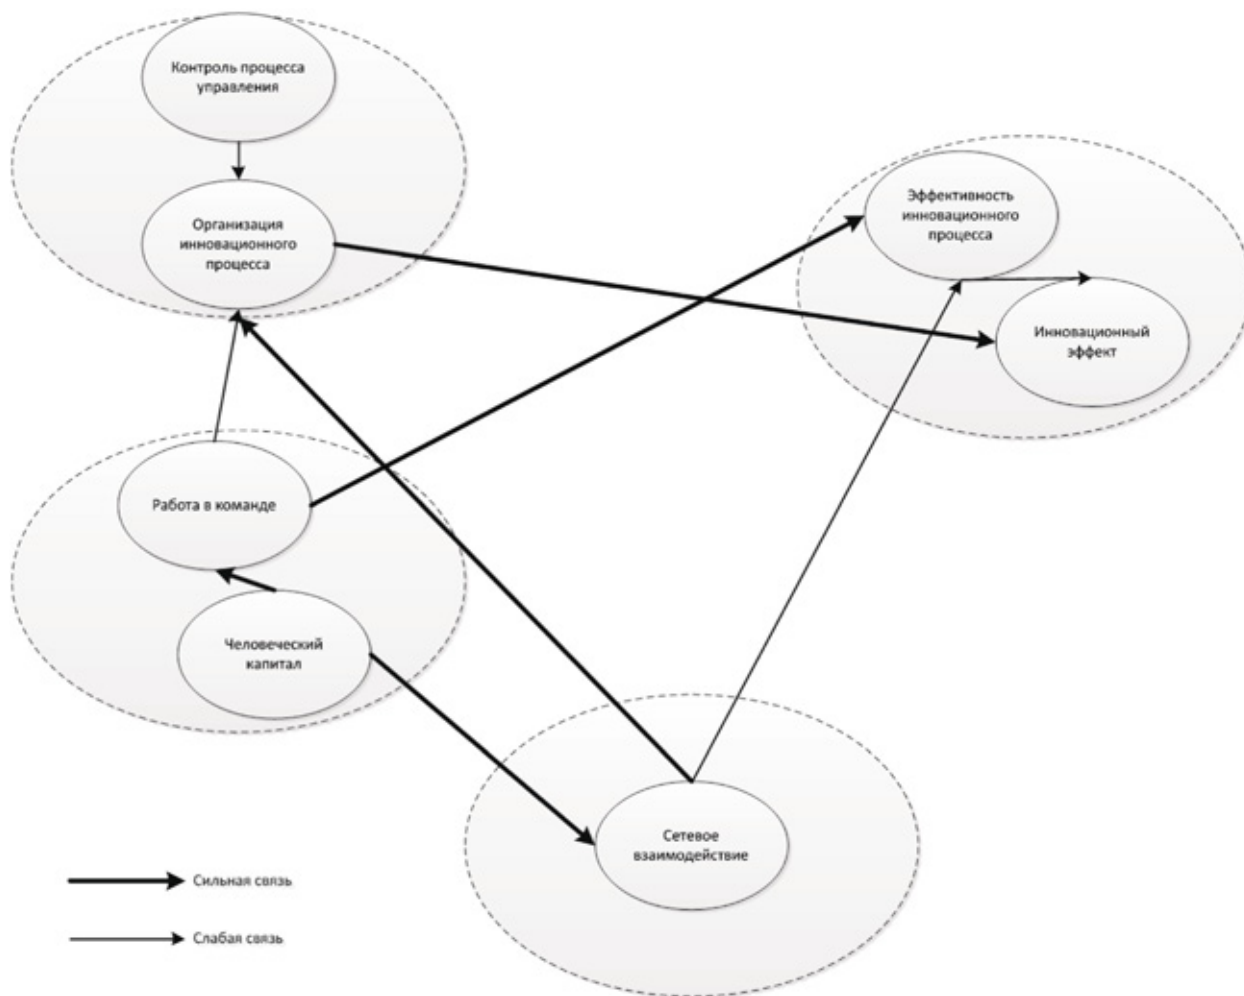 Контроль процесса
управления
Организация
инновационного
процесса
Эффективность
инновационного
процесса
Инновационный
эффект
Работа в команде
Человеческий
капитал
Сетевое
взаимодействие
Сильная связь
Слабая связь